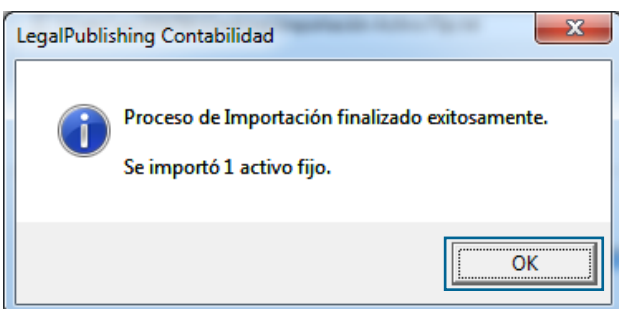 LegalPublishing Contabilidad
Proceso de Importación finalizado exitosamente.
Se importó 1 activo fijo.
OK